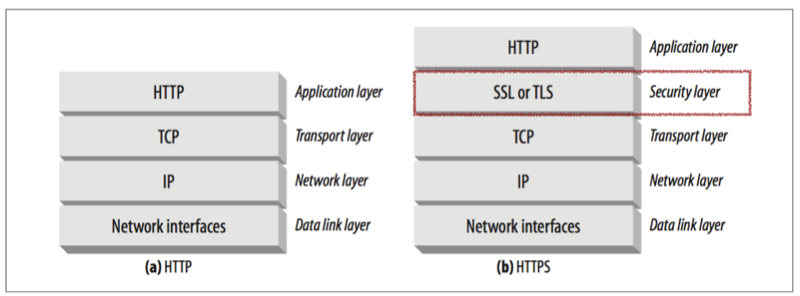 HTTP Application layer
TCP Transport layer
IP Network layer
Network interfaces Data link layer
(a) HTTP
HTTP Application layer
SSL or TLS Security layer
TCP Transport layer
IP Network layer
Network interfaces Data link layer
(b) HTTPS